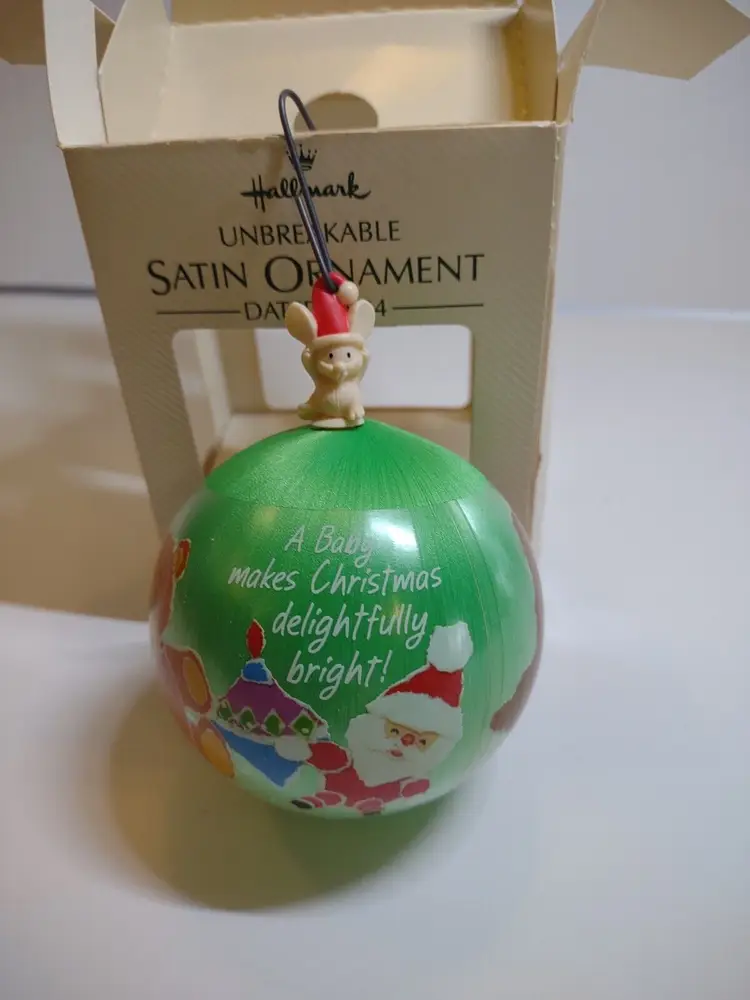 Hallmark
UNBREAKABLE
SATIN ORNAMENT
A Baby
makes Christmas
delightfully
bright!